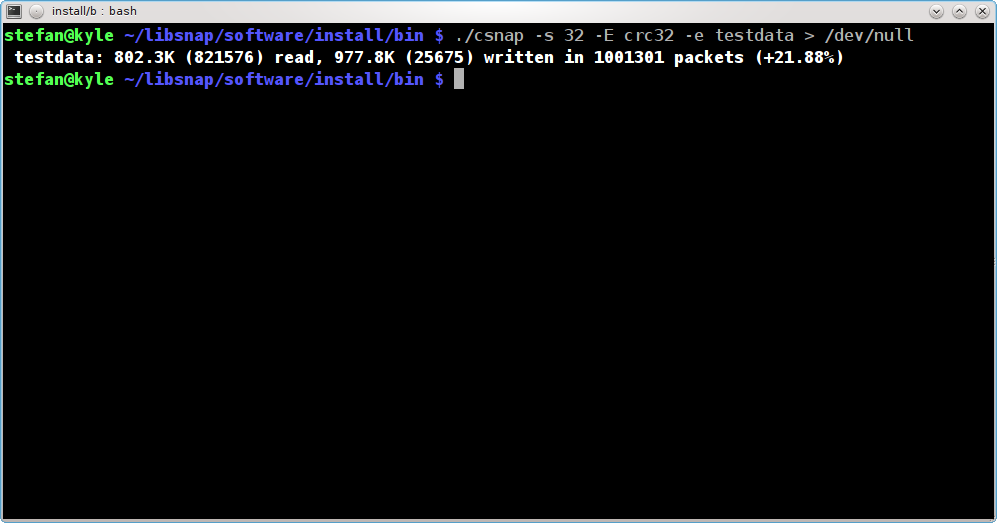 install/b : bash
stefan@kyle ~/libsnap/software/install/bin $ ./csnap -s 32 -E crc32 -e testdata > /dev/null
testdata: 802.3K (821576) read, 977.8K (25675) written in 1001301 packets (+21.88%)
stefan@kyle ~/libsnap/software/install/bin $